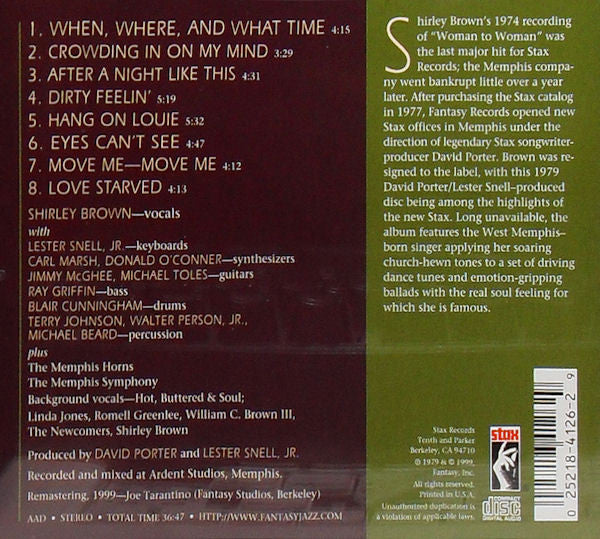 1. WHEN, WHERE, AND WHAT TIME 4:15
2. CROWDING IN ON MY MIND 3:29
3. AFTER A NIGHT LIKE THIS 4:31
4. DIRTY FEELIN' 5:19
5. HANG ON LOUIE 5:32
6. EYES CAN'T SEE 4:47
7. MOVE ME—MOVE ME 4:12
8. LOVE STARVED 4:13
SHIRLEY BROWN—vocals
with
LESTER SNELL, JR.—keyboards
CARL MARSH, DONALD O'CONNER—synthesizers
JIMMY McGHEE, MICHAEL TOLES—guitars
RAY GRIFFIN—bass
BLAIR CUNNINGHAM—drums
TERRY JOHNSON, WALTER PERSON, JR.,
MICHAEL BEARD—percussion
plus
The Memphis Horns
The Memphis Symphony
Background vocals—Hot, Buttered & Soul;
Linda Jones, Romell Greenlee, William C. Brown III,
The Newcomers, Shirley Brown
Produced by DAVID PORTER and LESTER SNELL, JR.
Recorded and mixed at Ardent Studios, Memphis.
Remastering, 1999—Joe Tarantino (Fantasy Studios, Berkeley)
AAD • STEREO • TOTAL TIME 36:47 • HTTP://WWW.FANTASYJAZZ.COM
Shirley Brown's 1974 recording
of "Woman to Woman" was
the last major hit for Stax
Records; the Memphis compa-
ny went bankrupt little over a year
later. After purchasing the Stax catalog
in 1977, Fantasy Records opened new
Stax offices in Memphis under the
direction of legendary Stax songwriter-
producer David Porter. Brown was re-
signed to the label, with this 1979
David Porter/Lester Snell–produced
disc being among the highlights of
the new Stax. Long unavailable, the
album features the West Memphis–
born singer applying her soaring
church-hewn tones to a set of driving
dance tunes and emotion-gripping
ballads with the real soul feeling for
which she is famous.
Stax Records
Tenth and Parker
Berkeley, CA 94710
℗ 1979 & © 1999,
Fantasy, Inc.
All rights reserved.
Printed in U.S.A.
Unauthorized duplication is
a violation of applicable laws.
stax
COMPACT
disc
DIGITAL AUDIO
0 25218-4126-2 9